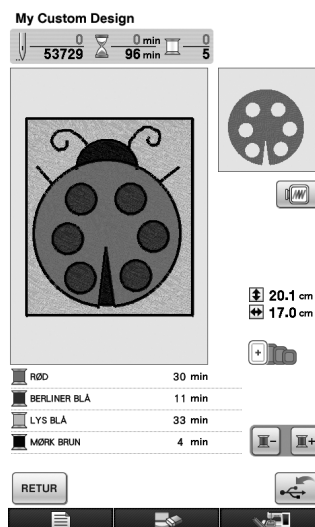 My Custom Design
0 0 min 0
53729 96 min 5
20.1 cm
17.0 cm
RØD 30 min
BERLINER BLÅ 11 min
LYS BLÅ 33 min
MØRK BRUN 4 min
RETUR